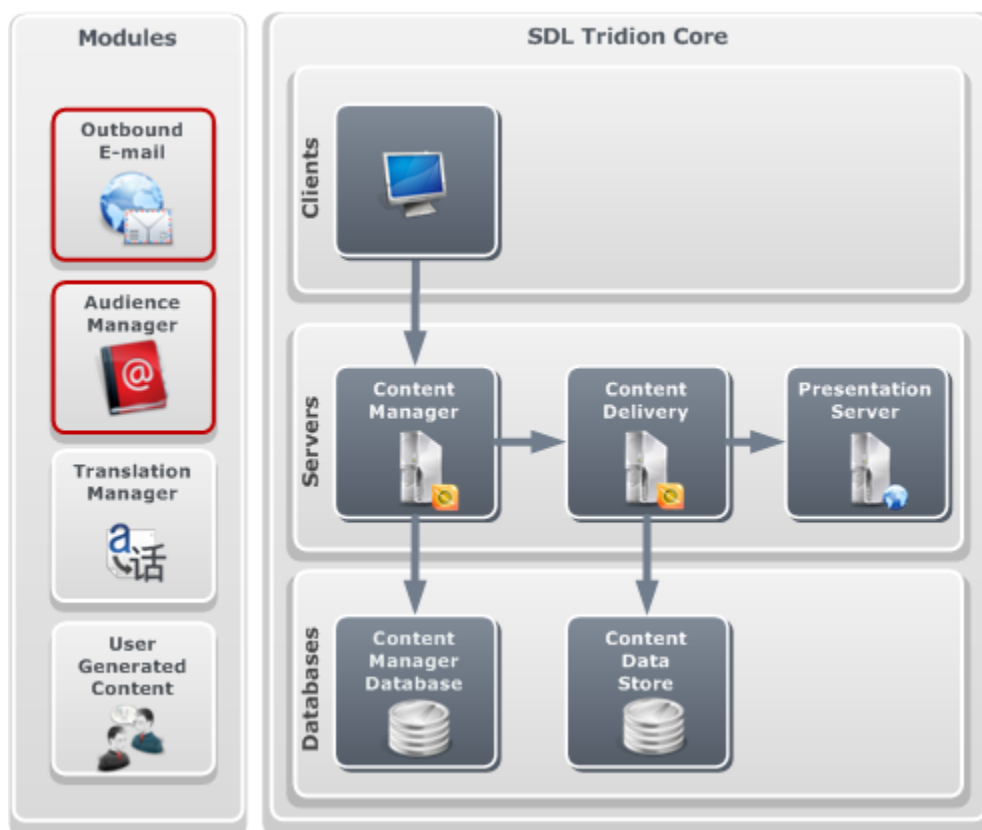 Modules
Outbound
E-mail
Audience
Manager
@
Translation
Manager
a
话
User
Generated
Content
SDL Tridion Core
Clients
Servers
Content
Manager
Content
Delivery
Presentation
Server
Databases
Content
Manager
Database
Content
Data
Store